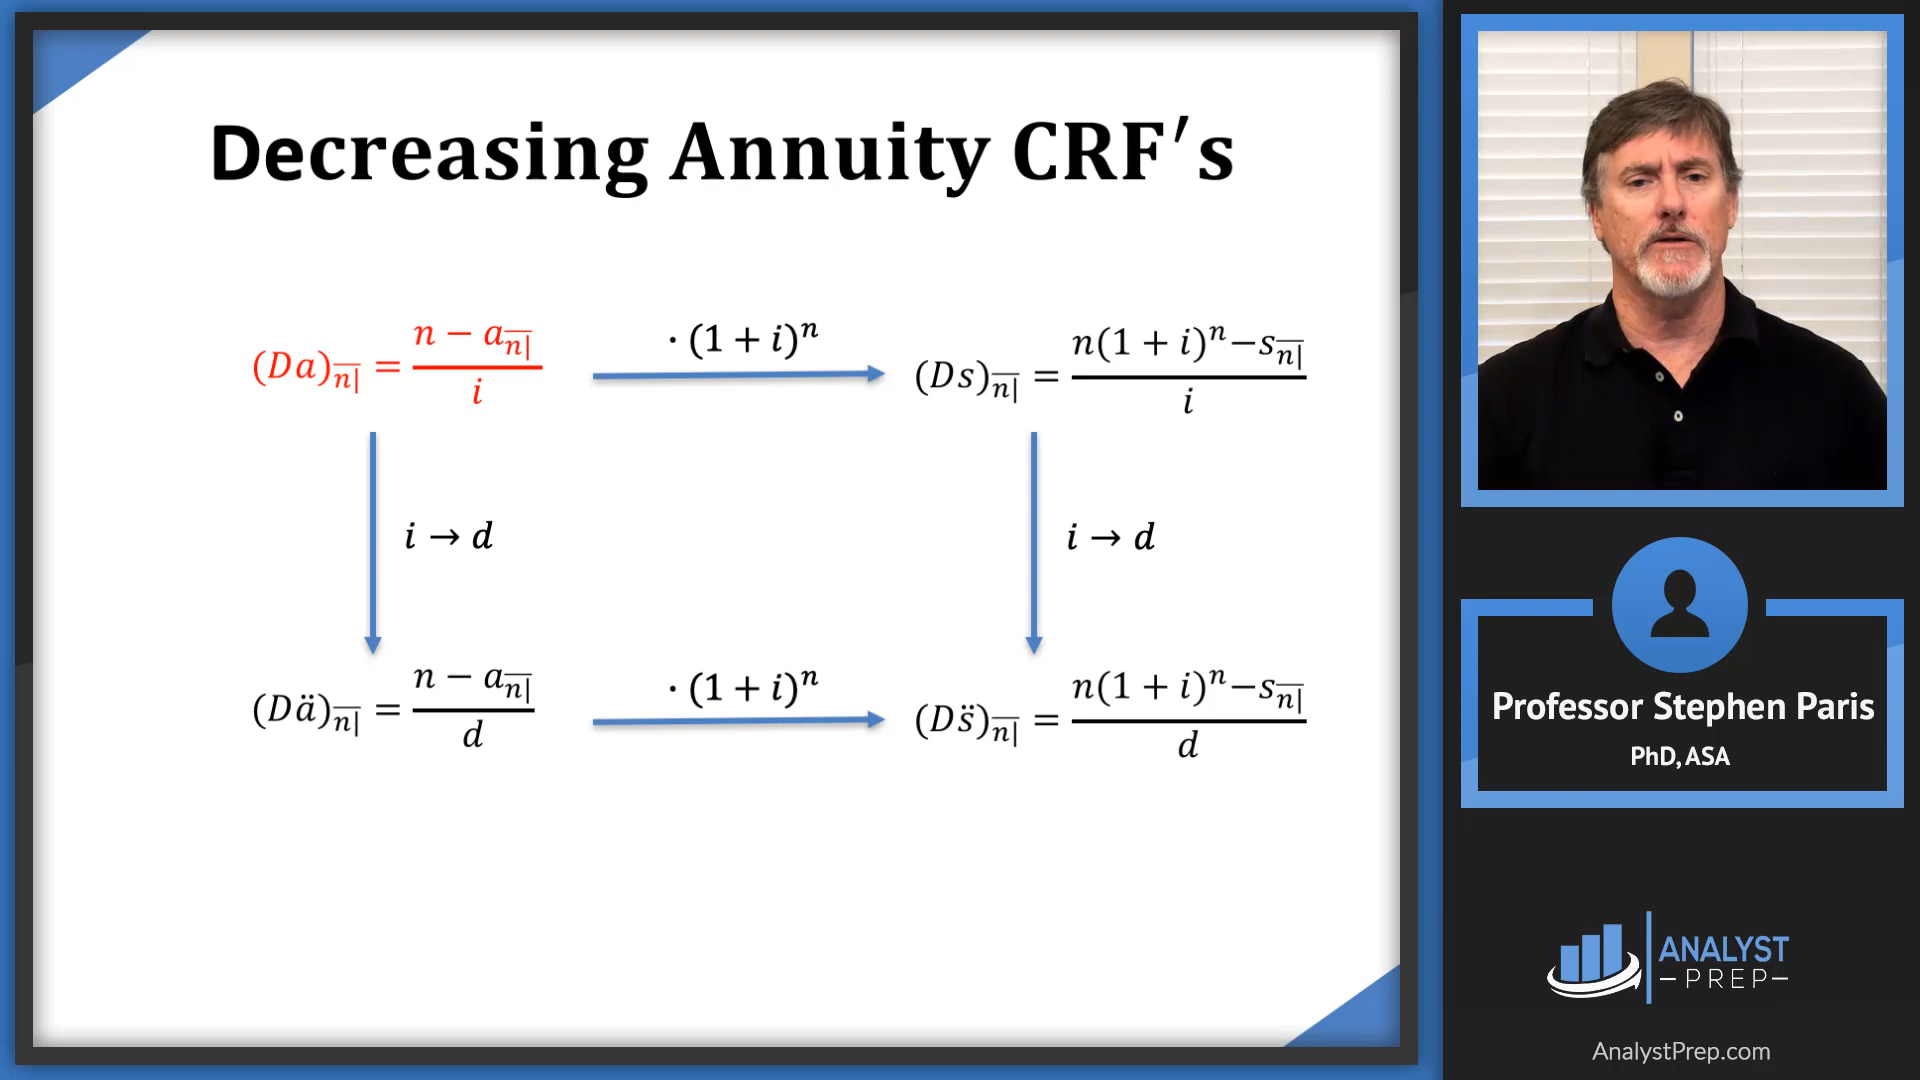 Decreasing Annuity CRF′s
(Da)n̅| = (n − an̅|)/i
· (1 + i)ⁿ
(Ds)n̅| = (n(1 + i)ⁿ−sn̅|)/i
i → d
i → d
(Dä)n̅| = (n − an̅|)/d
· (1 + i)ⁿ
(Ds̈)n̅| = (n(1 + i)ⁿ−sn̅|)/d
Professor Stephen Paris
PhD, ASA
ANALYST
PREP
AnalystPrep.com